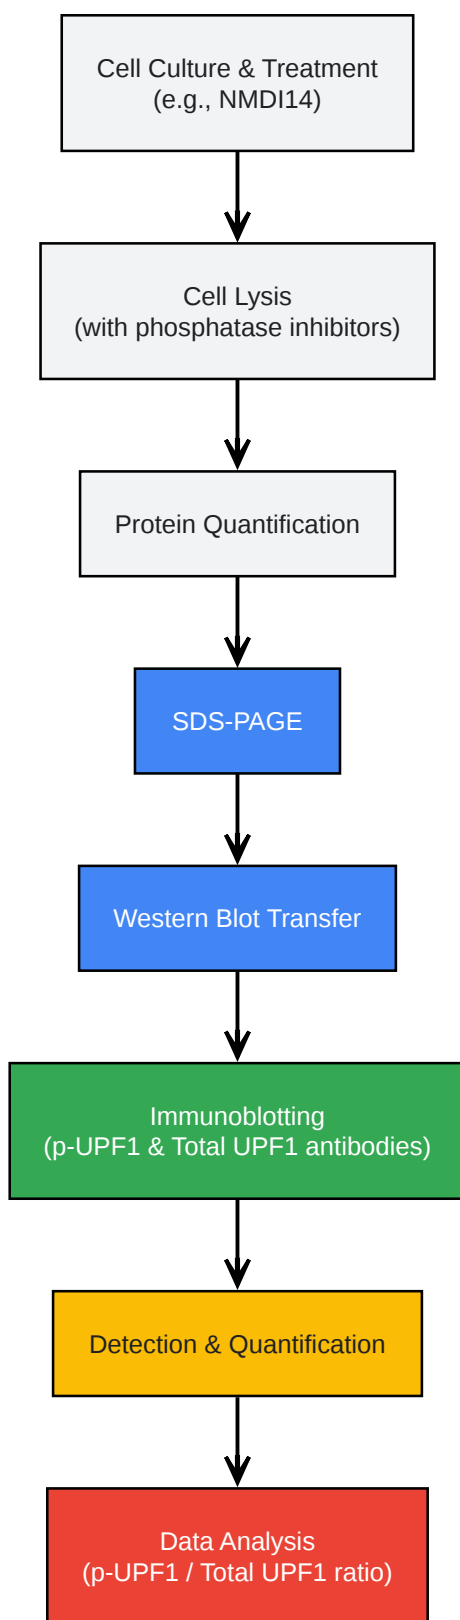 Cell Culture & Treatment
(e.g., NMDI14)
Cell Lysis
(with phosphatase inhibitors)
Protein Quantification
SDS-PAGE
Western Blot Transfer
Immunoblotting
(p-UPF1 & Total UPF1 antibodies)
Detection & Quantification
Data Analysis
(p-UPF1 / Total UPF1 ratio)